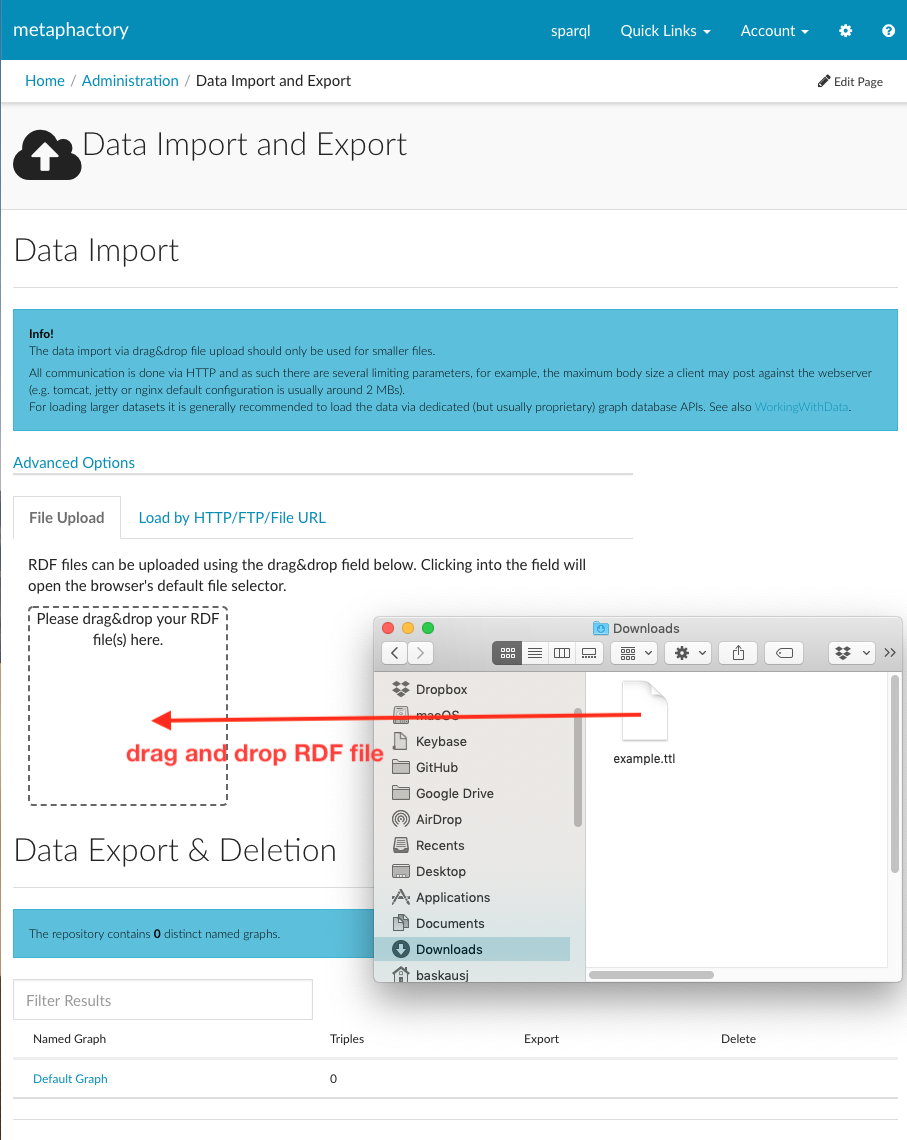 metaphactory
sparql
Quick Links
Account
Home / Administration / Data Import and Export
Edit Page
Data Import and Export
Data Import
Info!
The data import via drag&drop file upload should only be used for smaller files.
All communication is done via HTTP and as such there are several limiting parameters, for example, the maximum body size a client may post against the webserver
(e.g. tomcat, jetty or nginx default configuration is usually around 2 MBs).
For loading larger datasets it is generally recommended to load the data via dedicated (but usually proprietary) graph database APIs. See also WorkingWithData.
Advanced Options
File Upload
Load by HTTP/FTP/File URL
RDF files can be uploaded using the drag&drop field below. Clicking into the field will
open the browser's default file selector.
Please drag&drop your RDF
file(s) here.
drag and drop RDF file
Downloads
Dropbox
macOS
Keybase
GitHub
Google Drive
AirDrop
Recents
Desktop
Applications
Documents
Downloads
baskausj
example.ttl
Data Export & Deletion
The repository contains 0 distinct named graphs.
Filter Results
Named Graph Triples Export Delete
Default Graph 0